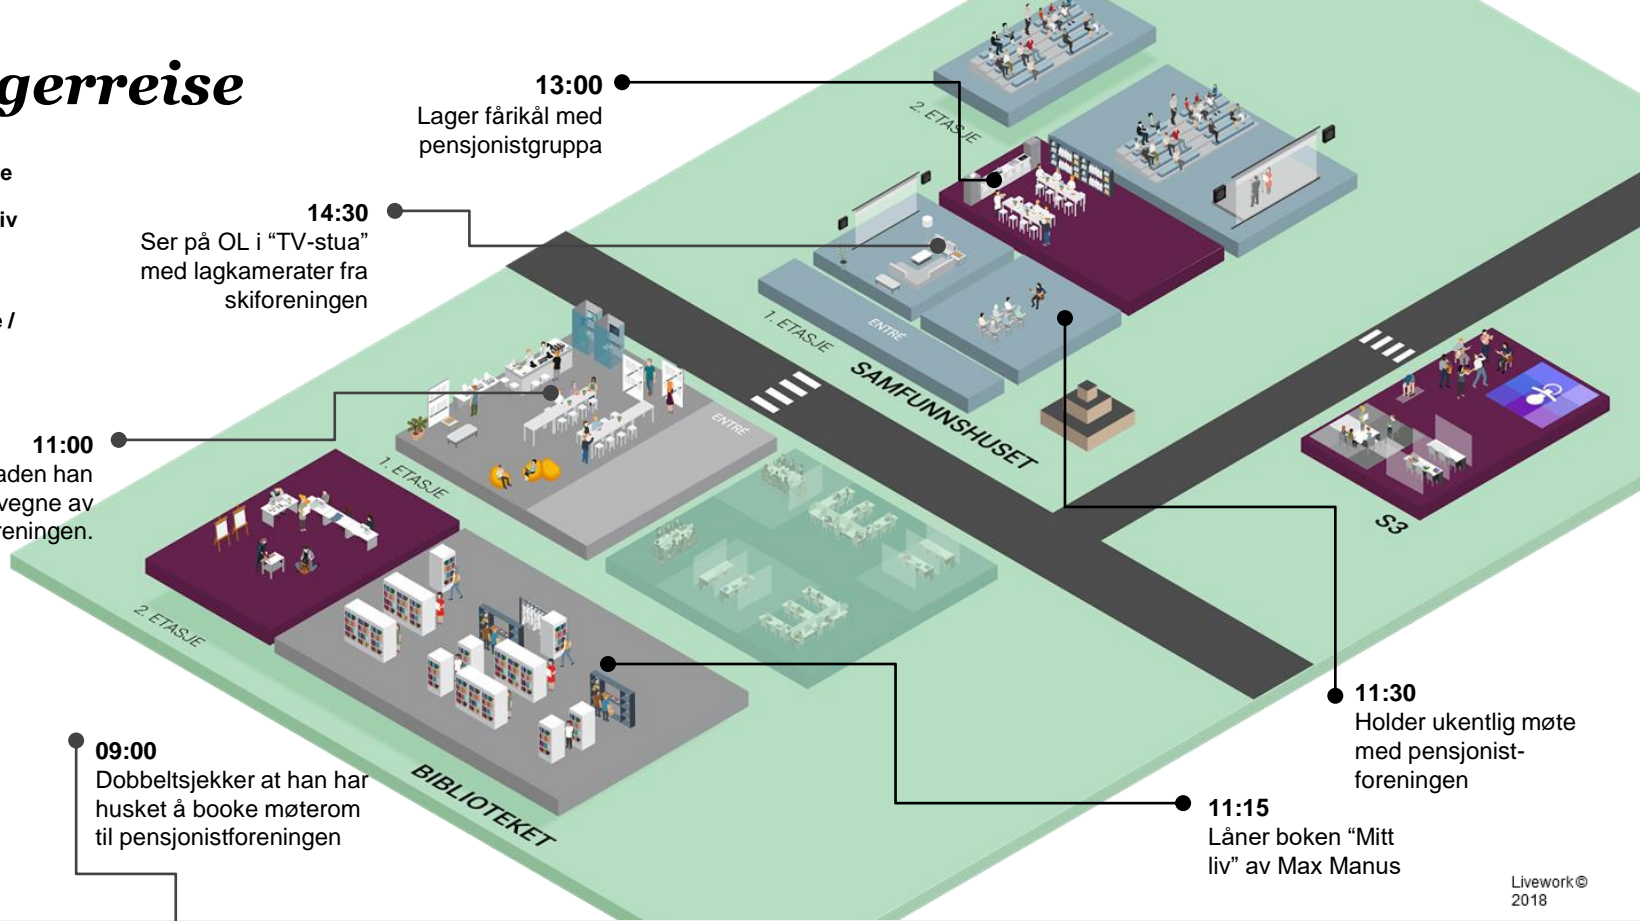 gerreise
e
iv
e /
13:00
Lager fårikål med
pensjonistgruppa
14:30
Ser på OL i “TV-stua”
med lagkamerater fra
skiforeningen
11:00
aden han
vegne av
reningen.
09:00
Dobbeltsjekker at han har
husket å booke møterom
til pensjonistforeningen
11:15
Låner boken “Mitt
liv” av Max Manus
11:30
Holder ukentlig møte
med pensjonist-
foreningen
2. ETASJE
1. ETASJE
ENTRÉ
SAMFUNNSHUSET
1. ETASJE
ENTRÉ
2. ETASJE
BIBLIOTEKET
S3
Livework©
2018